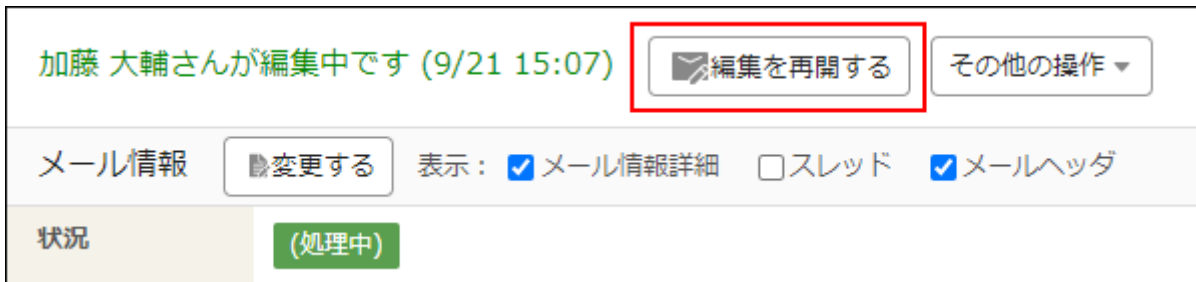 加藤 大輔さんが編集中です (9/21 15:07) 編集を再開する その他の操作
メール情報 変更する 表示： メール情報詳細 スレッド メールヘッダ
状況 (処理中)